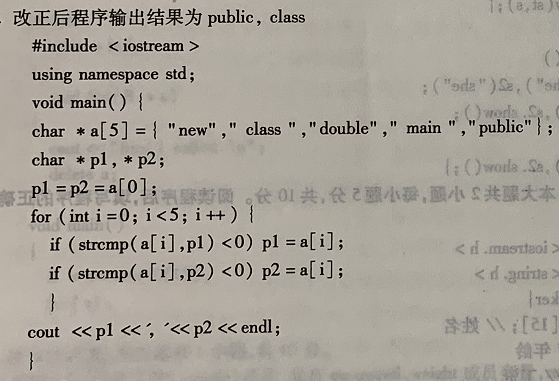 改正后程序输出结果为 public, class
#include <iostream>
using namespace std;
void main() {
char *a[5] = { "new"," class ","double"," main ","public"};
char *p1, *p2;
p1 = p2 = a[0];
for (int i=0; i<5; i++) {
if (strcmp(a[i],p1) <0) p1 = a[i];
if (strcmp(a[i],p2) <0) p2 = a[i];
}
cout <<p1 <<´, ´<<p2 <<endl;
}